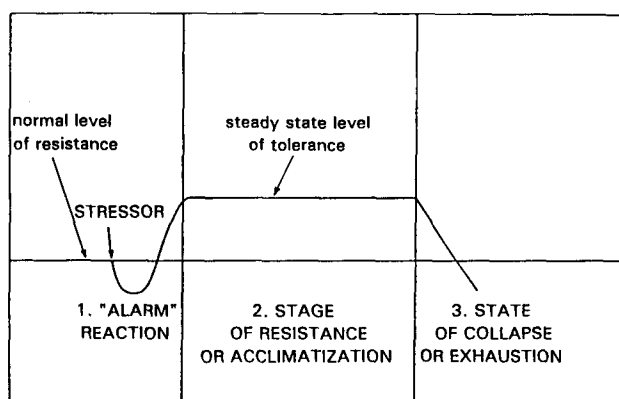 normal level
of resistance
steady state level
of tolerance
STRESSOR
1. "ALARM"
REACTION
2. STAGE
OF RESISTANCE
OR ACCLIMATIZATION
3. STATE
OF COLLAPSE
OR EXHAUSTION